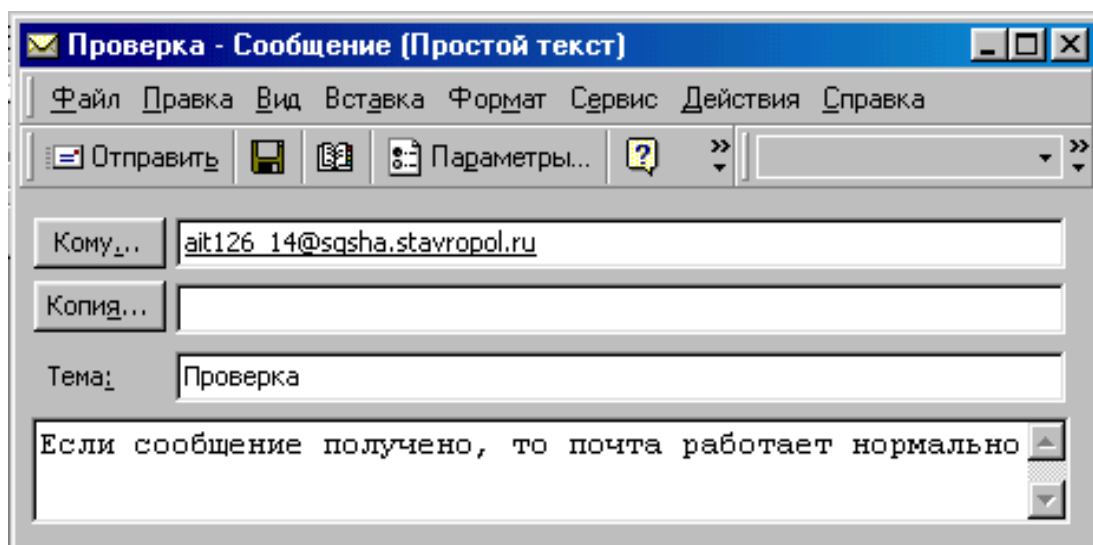 Проверка - Сообщение (Простой текст)
Файл Правка Вид Вставка Формат Сервис Действия Справка
Отправить Параметры...
Кому... ait126_14@sqsha.stavropol.ru
Копия...
Тема: Проверка
Если сообщение получено, то почта работает нормально